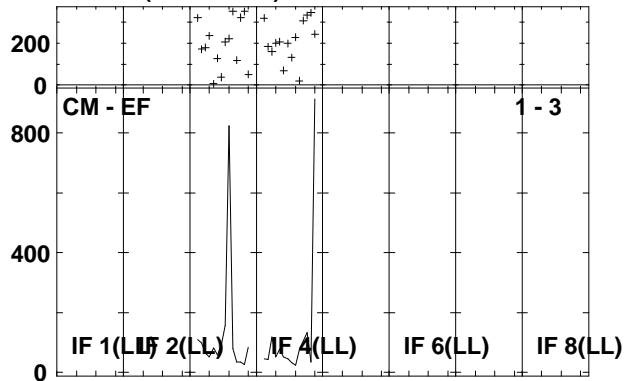 200
0
CM - EF 1 - 3
800
400
0
IF 1(LL) IF 2(LL) IF 4(LL) IF 6(LL) IF 8(LL)